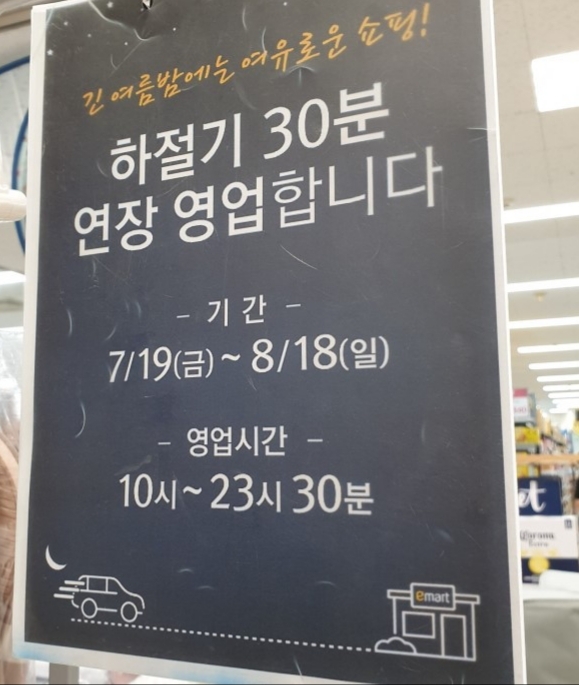 긴 여름밤에는 여유로운 쇼핑!
하절기 30분
연장 영업합니다
- 기 간 -
7/19(금) ~ 8/18(일)
- 영업시간 -
10시 ~ 23시 30분
emart
et